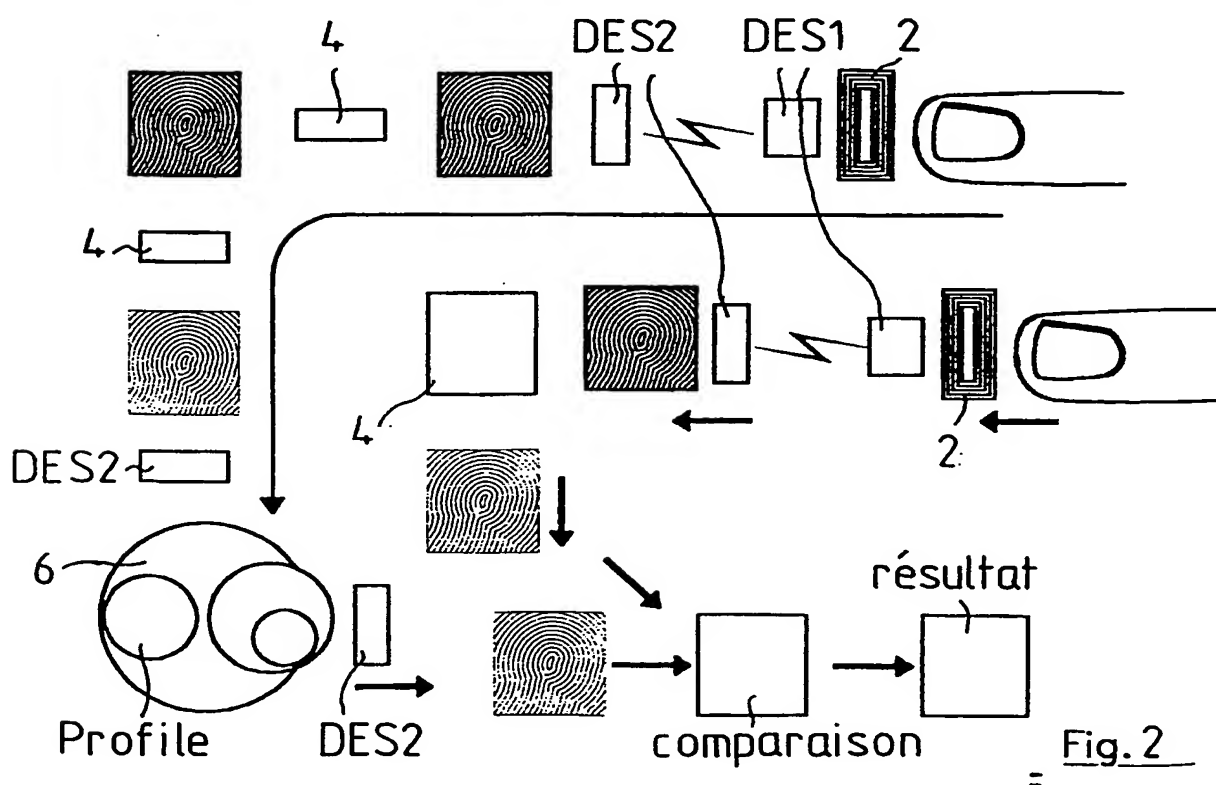 4 DES2 DES1 2
4
4 2
DES2
6 résultat
Profile DES2 comparaison Fig. 2